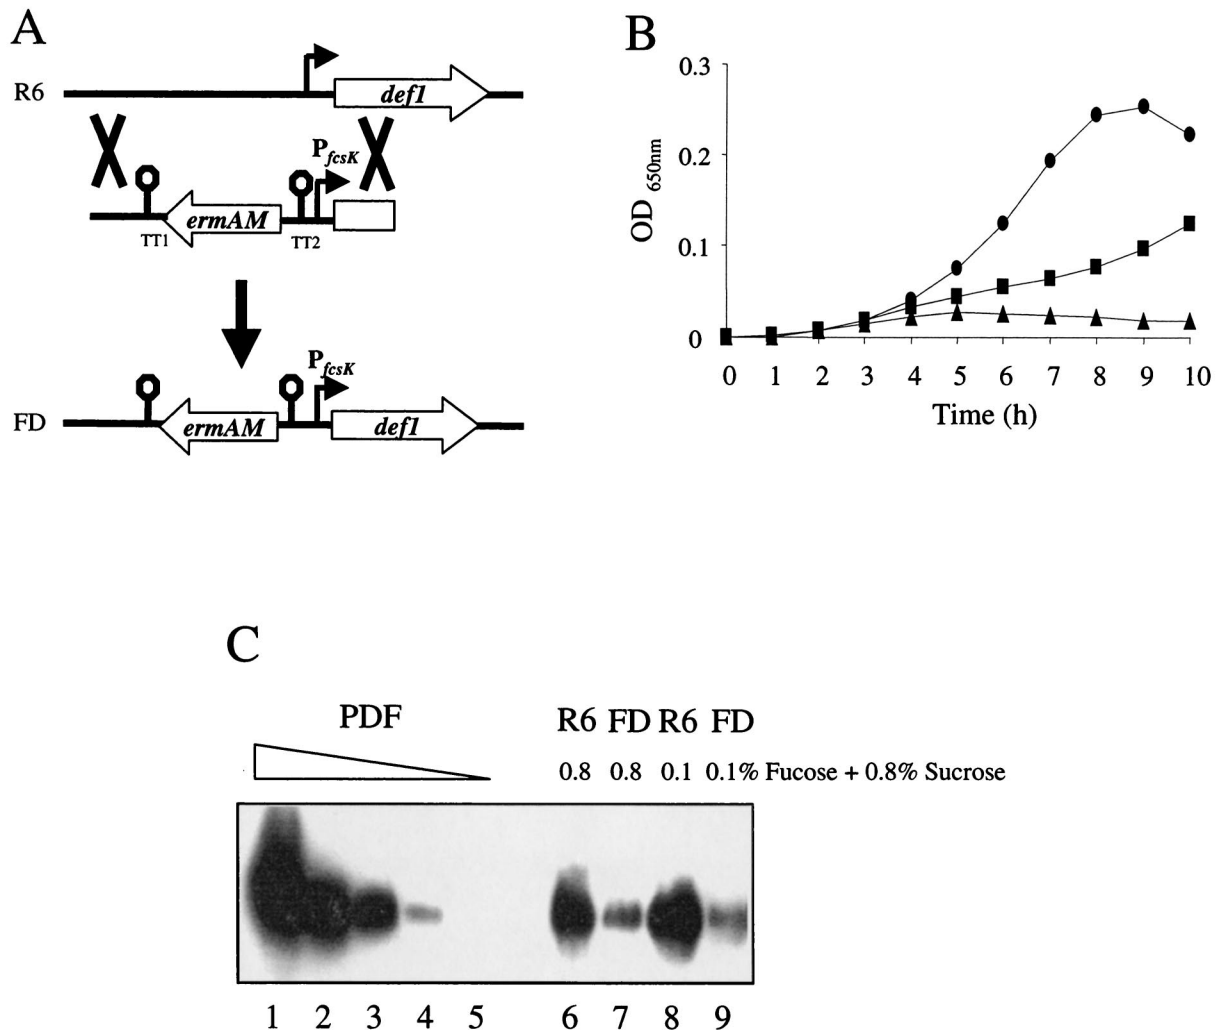 A
R6
def1
P fcsK
ermAM
TT1
TT2
P fcsK
FD
ermAM
def1
B
OD 650nm
0.3
0.2
0.1
0
0 1 2 3 4 5 6 7 8 9 10
Time (h)
C
PDF
R6 FD R6 FD
0.8 0.8 0.1 0.1% Fucose + 0.8% Sucrose
1 2 3 4 5 6 7 8 9